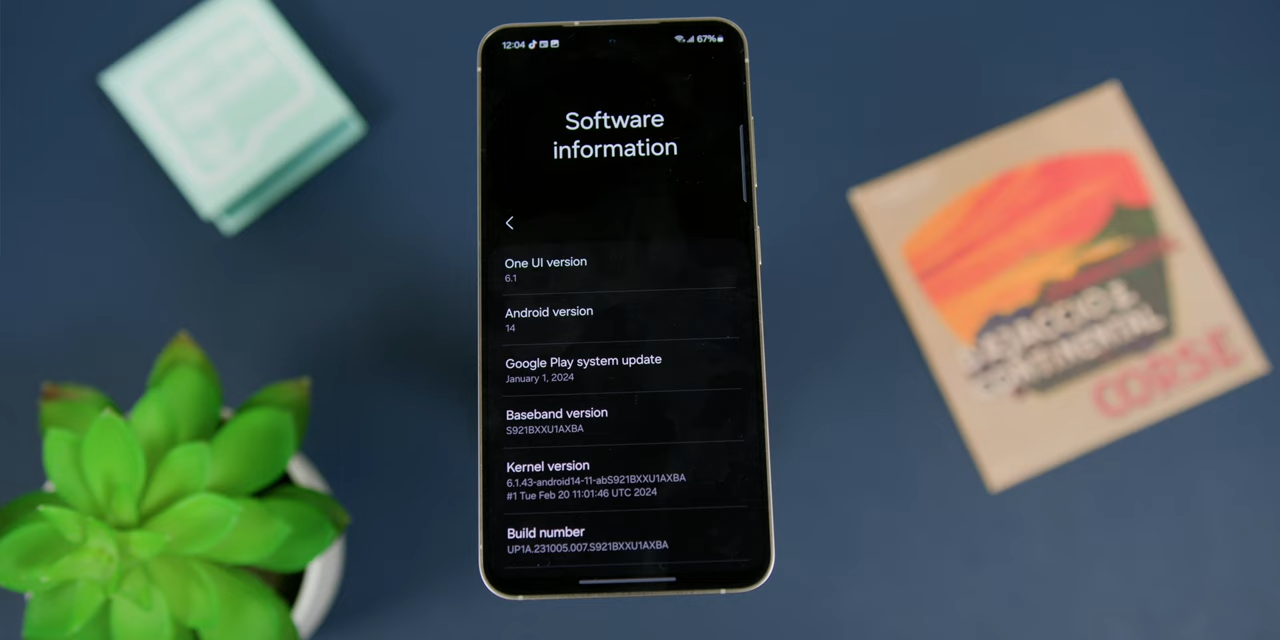 12:04
67%
Software
information
One UI version
6.1
Android version
14
Google Play system update
January 1, 2024
Baseband version
S921BXXU1AXBA
Kernel version
6.1.43-android14-11-abS921BXXU1AXBA
#1 Tue Feb 20 11:01:46 UTC 2024
Build number
UP1A.231005.007.S921BXXU1AXBA
CORSE